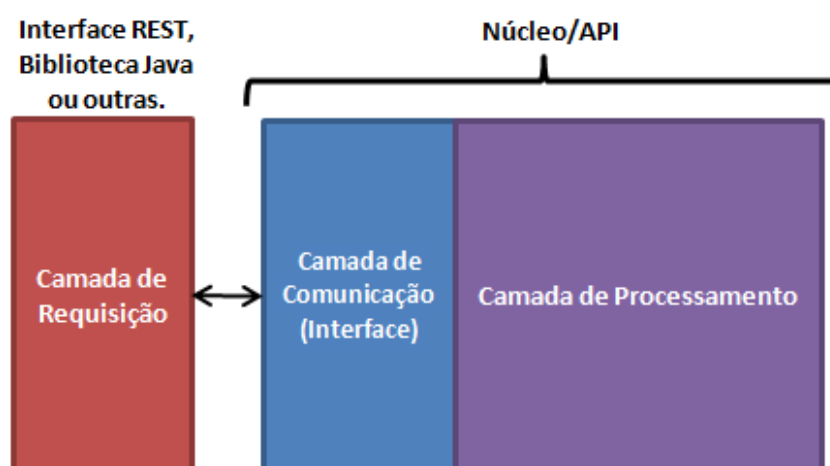 Interface REST,
Biblioteca Java
ou outras.
Núcleo/API
Camada de
Requisição
Camada de
Comunicação
(Interface)
Camada de Processamento